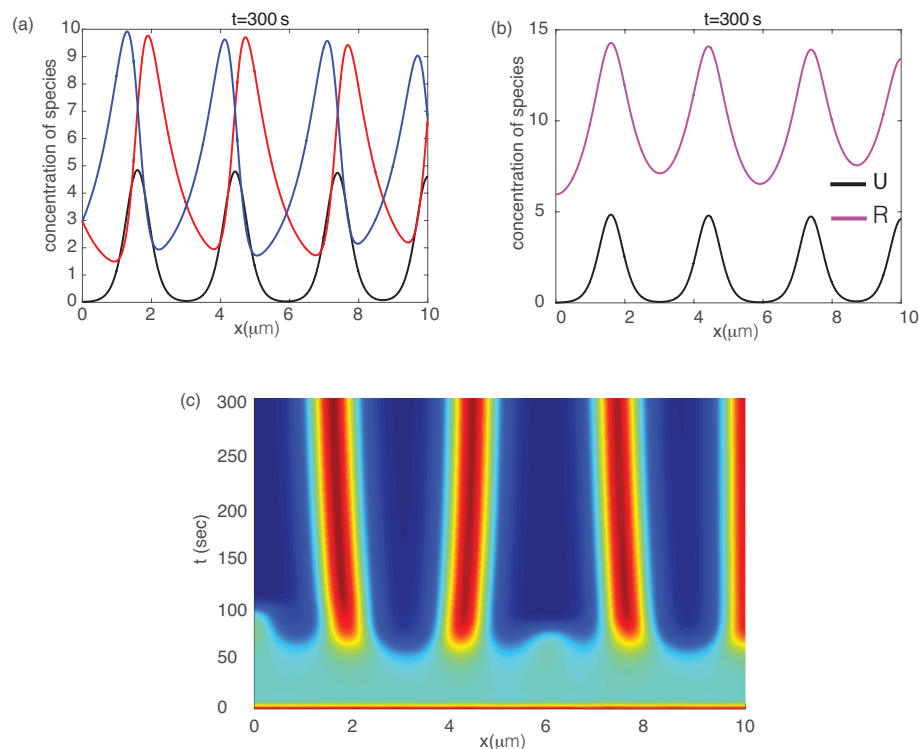 (a)
t=300 s
concentration of species
10
9
8
7
6
5
4
3
2
1
0
0 2 4 6 8 10
x(μm)
(b)
t=300 s
concentration of species
15
10
5
0
0 2 4 6 8 10
x(μm)
U
R
(c)
t (sec)
300
250
200
150
100
50
0
0 2 4 6 8 10
x(μm)